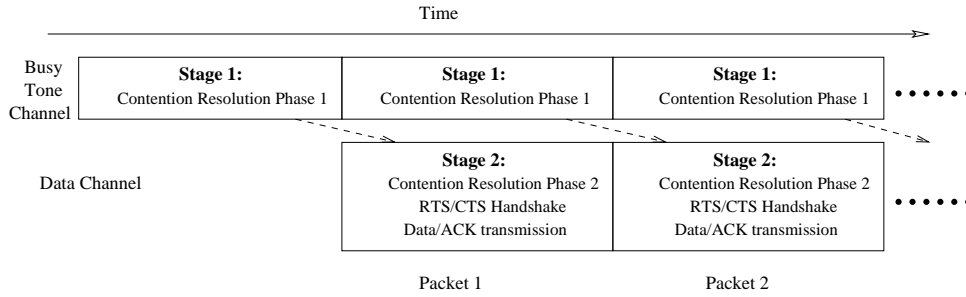 Time
Busy
Tone
Channel
Stage 1:
Contention Resolution Phase 1
Stage 1:
Contention Resolution Phase 1
Stage 1:
Contention Resolution Phase 1
Data Channel
Stage 2:
Contention Resolution Phase 2
RTS/CTS Handshake
Data/ACK transmission
Stage 2:
Contention Resolution Phase 2
RTS/CTS Handshake
Data/ACK transmission
Packet 1
Packet 2